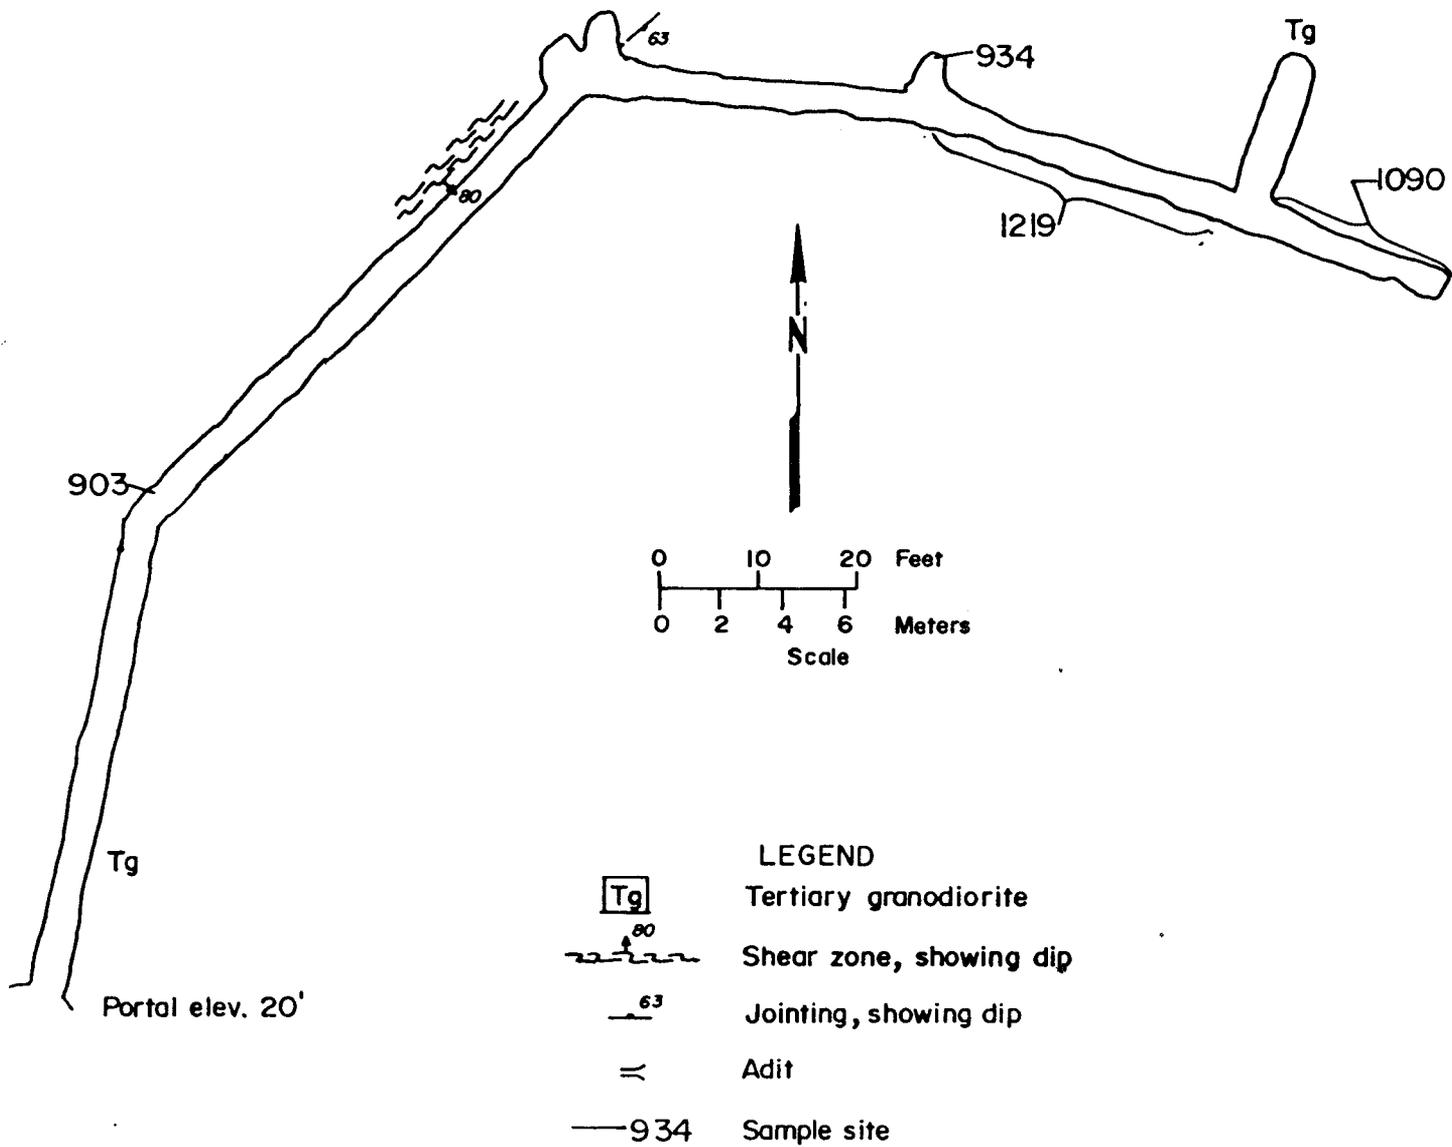 Tg
63
934
1090
80
1219
N
903
0 10 20 Feet
0 2 4 6 Meters
Scale
Tg
Portal elev. 20'
LEGEND
Tg Tertiary granodiorite
80 Shear zone, showing dip
63 Jointing, showing dip
Adit
934 Sample site